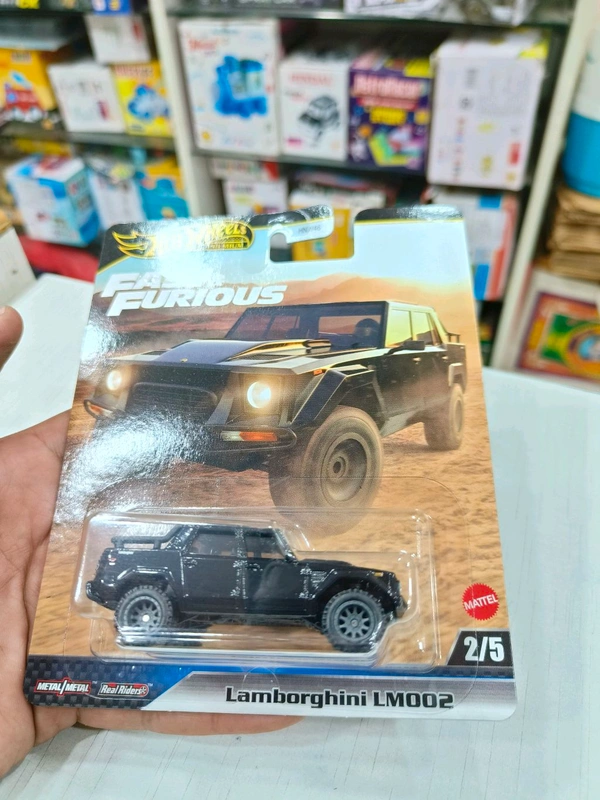 Hot Wheels
FAST
FURIOUS
MATTEL
2/5
METAL/METAL
Real Riders
Lamborghini LM002